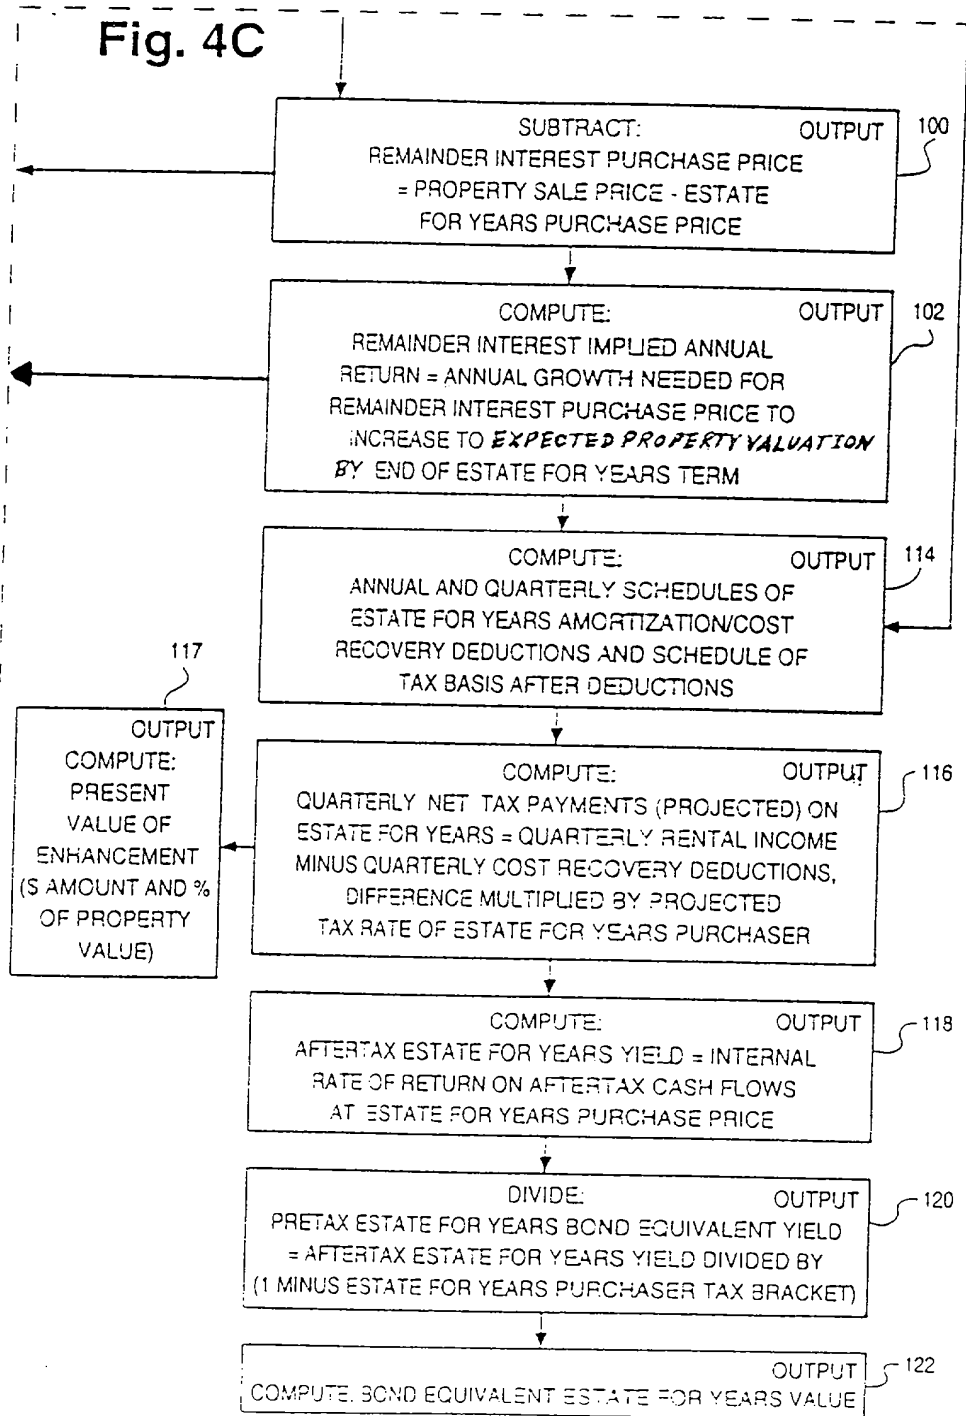 Fig. 4C
SUBTRACT: OUTPUT
REMAINDER INTEREST PURCHASE PRICE
= PROPERTY SALE PRICE - ESTATE
FOR YEARS PURCHASE PRICE
100
COMPUTE: OUTPUT
REMAINDER INTEREST IMPLIED ANNUAL
RETURN = ANNUAL GROWTH NEEDED FOR
REMAINDER INTEREST PURCHASE PRICE TO
INCREASE TO EXPECTED PROPERTY VALUATION
BY END OF ESTATE FOR YEARS TERM
102
COMPUTE: OUTPUT
ANNUAL AND QUARTERLY SCHEDULES OF
ESTATE FOR YEARS AMORTIZATION/COST
RECOVERY DEDUCTIONS AND SCHEDULE OF
TAX BASIS AFTER DEDUCTIONS
114
117
OUTPUT
COMPUTE:
PRESENT
VALUE OF
ENHANCEMENT
($ AMOUNT AND %
OF PROPERTY
VALUE)
COMPUTE: OUTPUT
QUARTERLY NET TAX PAYMENTS (PROJECTED) ON
ESTATE FOR YEARS = QUARTERLY RENTAL INCOME
MINUS QUARTERLY COST RECOVERY DEDUCTIONS,
DIFFERENCE MULTIPLIED BY PROJECTED
TAX RATE OF ESTATE FOR YEARS PURCHASER
116
COMPUTE: OUTPUT
AFTERTAX ESTATE FOR YEARS YIELD = INTERNAL
RATE OF RETURN ON AFTERTAX CASH FLOWS
AT ESTATE FOR YEARS PURCHASE PRICE
118
DIVIDE: OUTPUT
PRETAX ESTATE FOR YEARS BOND EQUIVALENT YIELD
= AFTERTAX ESTATE FOR YEARS YIELD DIVIDED BY
(1 MINUS ESTATE FOR YEARS PURCHASER TAX BRACKET)
120
OUTPUT
COMPUTE: BOND EQUIVALENT ESTATE FOR YEARS VALUE
122